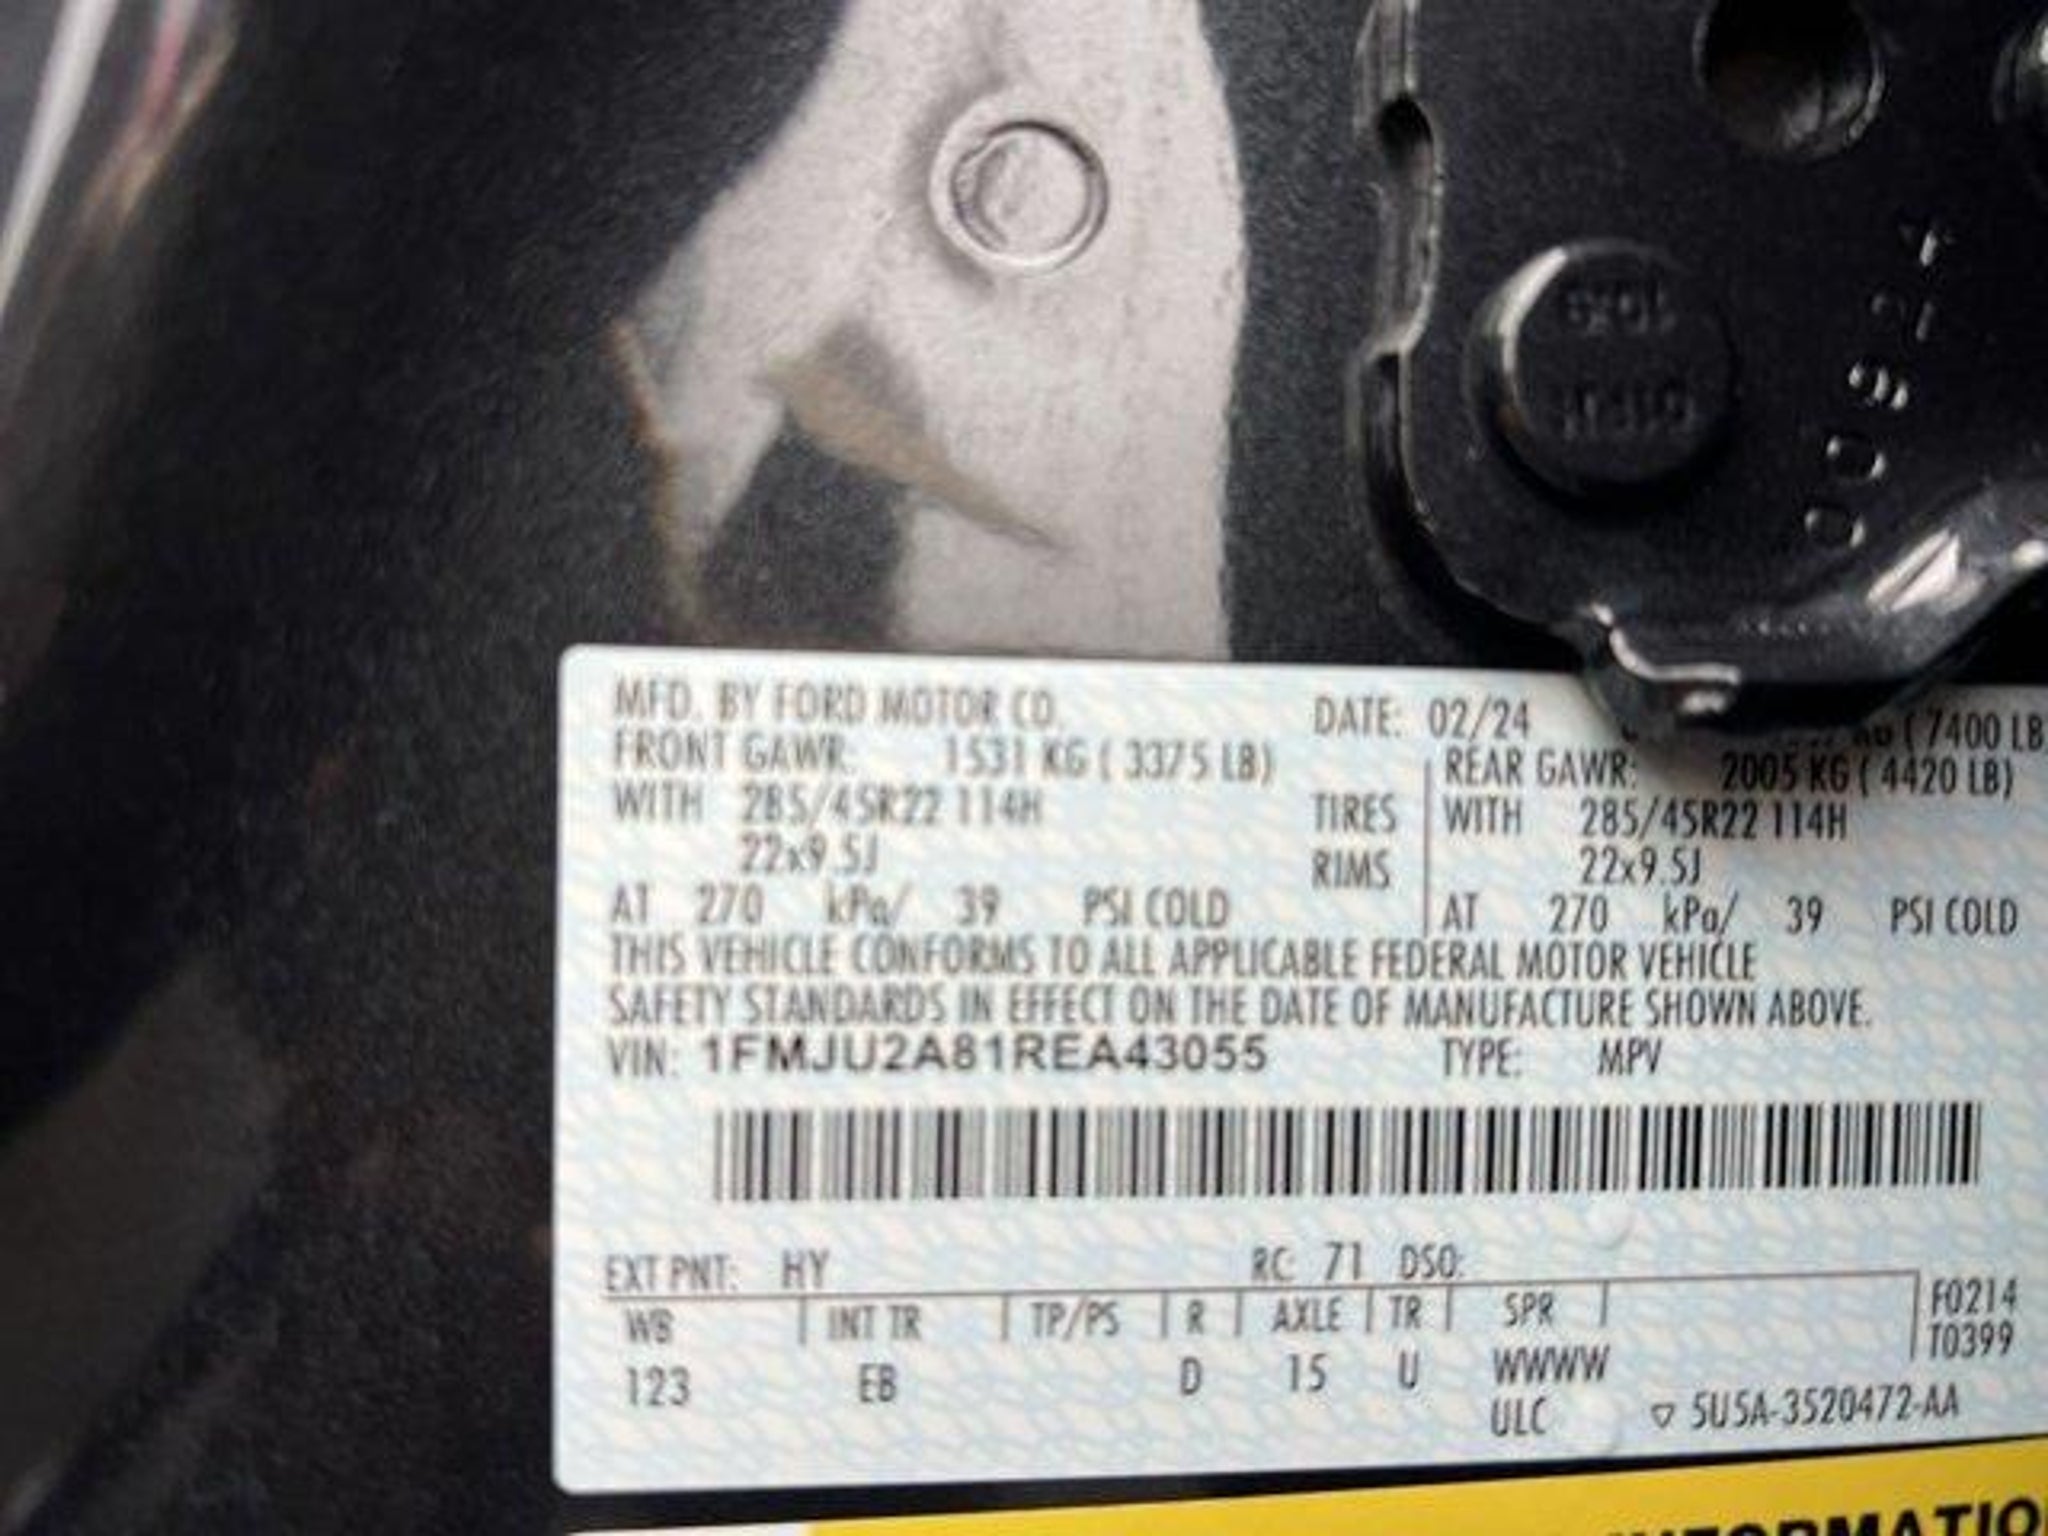 MFD. BY FORD MOTOR CO. DATE: 02/24
FRONT GAWR: 1531 KG ( 3375 LB) REAR GAWR: 2005 KG ( 4420 LB)
KG ( 7400 LB
WITH 285/45R22 114H TIRES WITH 285/45R22 114H
22x9.5J RIMS 22x9.5J
AT 270 kPa/ 39 PSI COLD AT 270 kPa/ 39 PSI COLD
THIS VEHICLE CONFORMS TO ALL APPLICABLE FEDERAL MOTOR VEHICLE
SAFETY STANDARDS IN EFFECT ON THE DATE OF MANUFACTURE SHOWN ABOVE.
VIN: 1FMJU2A81REA43055 TYPE: MPV
EXT PNT: HY RC: 71 DSO:
WB INT TR TP/PS R AXLE TR SPR F0214
T0399
123 EB D 15 U WWWW
ULC ▽ 5U5A-3520472-AA